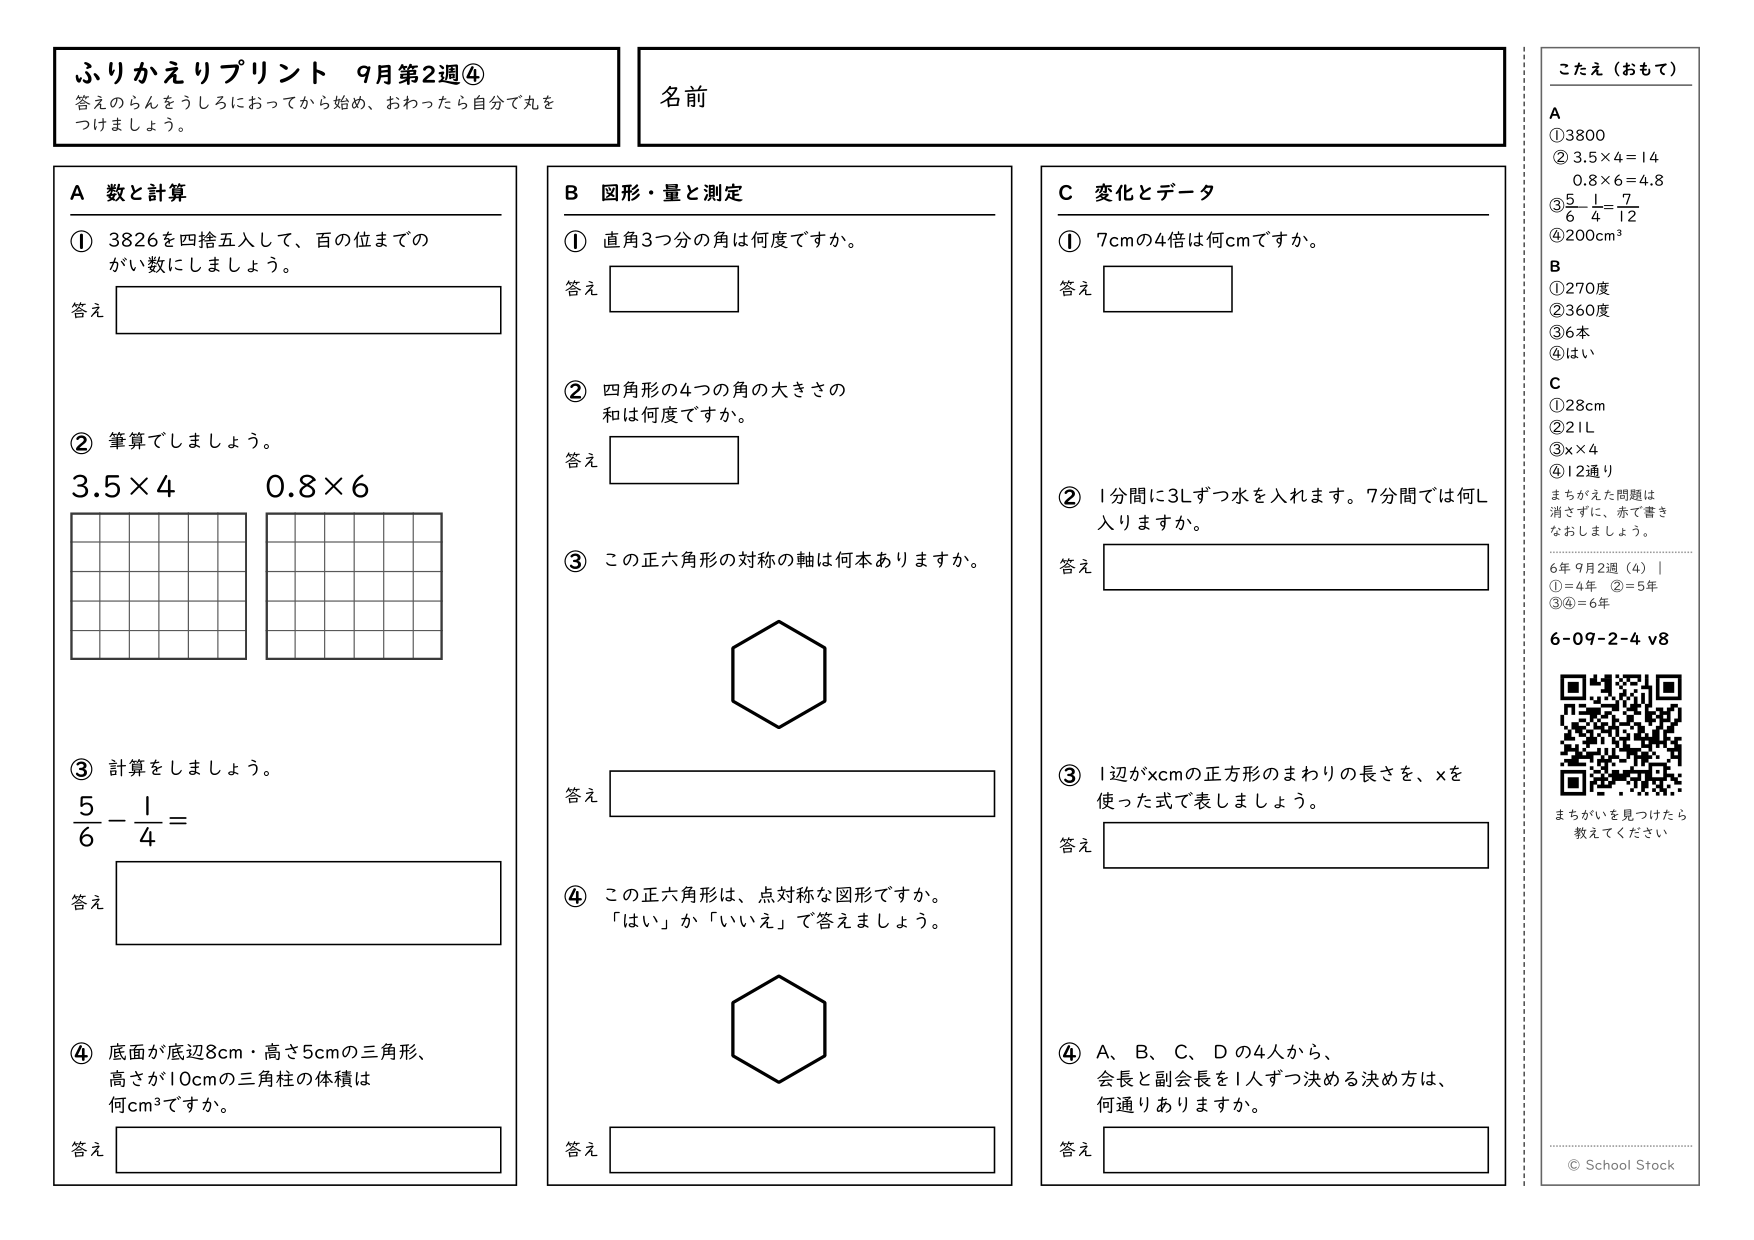 ふりかえりプリント　9月第2週④
答えのらんをうしろにおってから始め、おわったら自分で丸を
つけましょう。
名前
A　数と計算
① 3826を四捨五入して、百の位までの
がい数にしましょう。
答え
② 筆算でしましょう。
3.5×4　0.8×6
③ 計算をしましょう。
5/6－1/4＝
答え
④ 底面が底辺8cm・高さ5cmの三角形、
高さが10cmの三角柱の体積は
何cm³ですか。
答え
B　図形・量と測定
① 直角3つ分の角は何度ですか。
答え
② 四角形の4つの角の大きさの
和は何度ですか。
答え
③ この正六角形の対称の軸は何本ありますか。
答え
④ この正六角形は、点対称な図形ですか。
「はい」か「いいえ」で答えましょう。
答え
C　変化とデータ
① 7cmの4倍は何cmですか。
答え
② 1分間に3Lずつ水を入れます。7分間では何L
入りますか。
答え
③ 1辺がxcmの正方形のまわりの長さを、xを
使った式で表しましょう。
答え
④ A、B、C、Dの4人から、
会長と副会長を1人ずつ決める決め方は、
何通りありますか。
答え
こたえ（おもて）
A
①3800
②3.5×4＝14
0.8×6＝4.8
③5/6－1/4＝7/12
④200cm³
B
①270度
②360度
③6本
④はい
C
①28cm
②21L
③x×4
④12通り
まちがえた問題は
消さずに、赤で書き
なおしましょう。
6年 9月2週（4）｜
①＝4年　②＝5年
③④＝6年
6-09-2-4 v8
まちがいを見つけたら
教えてください
© School Stock